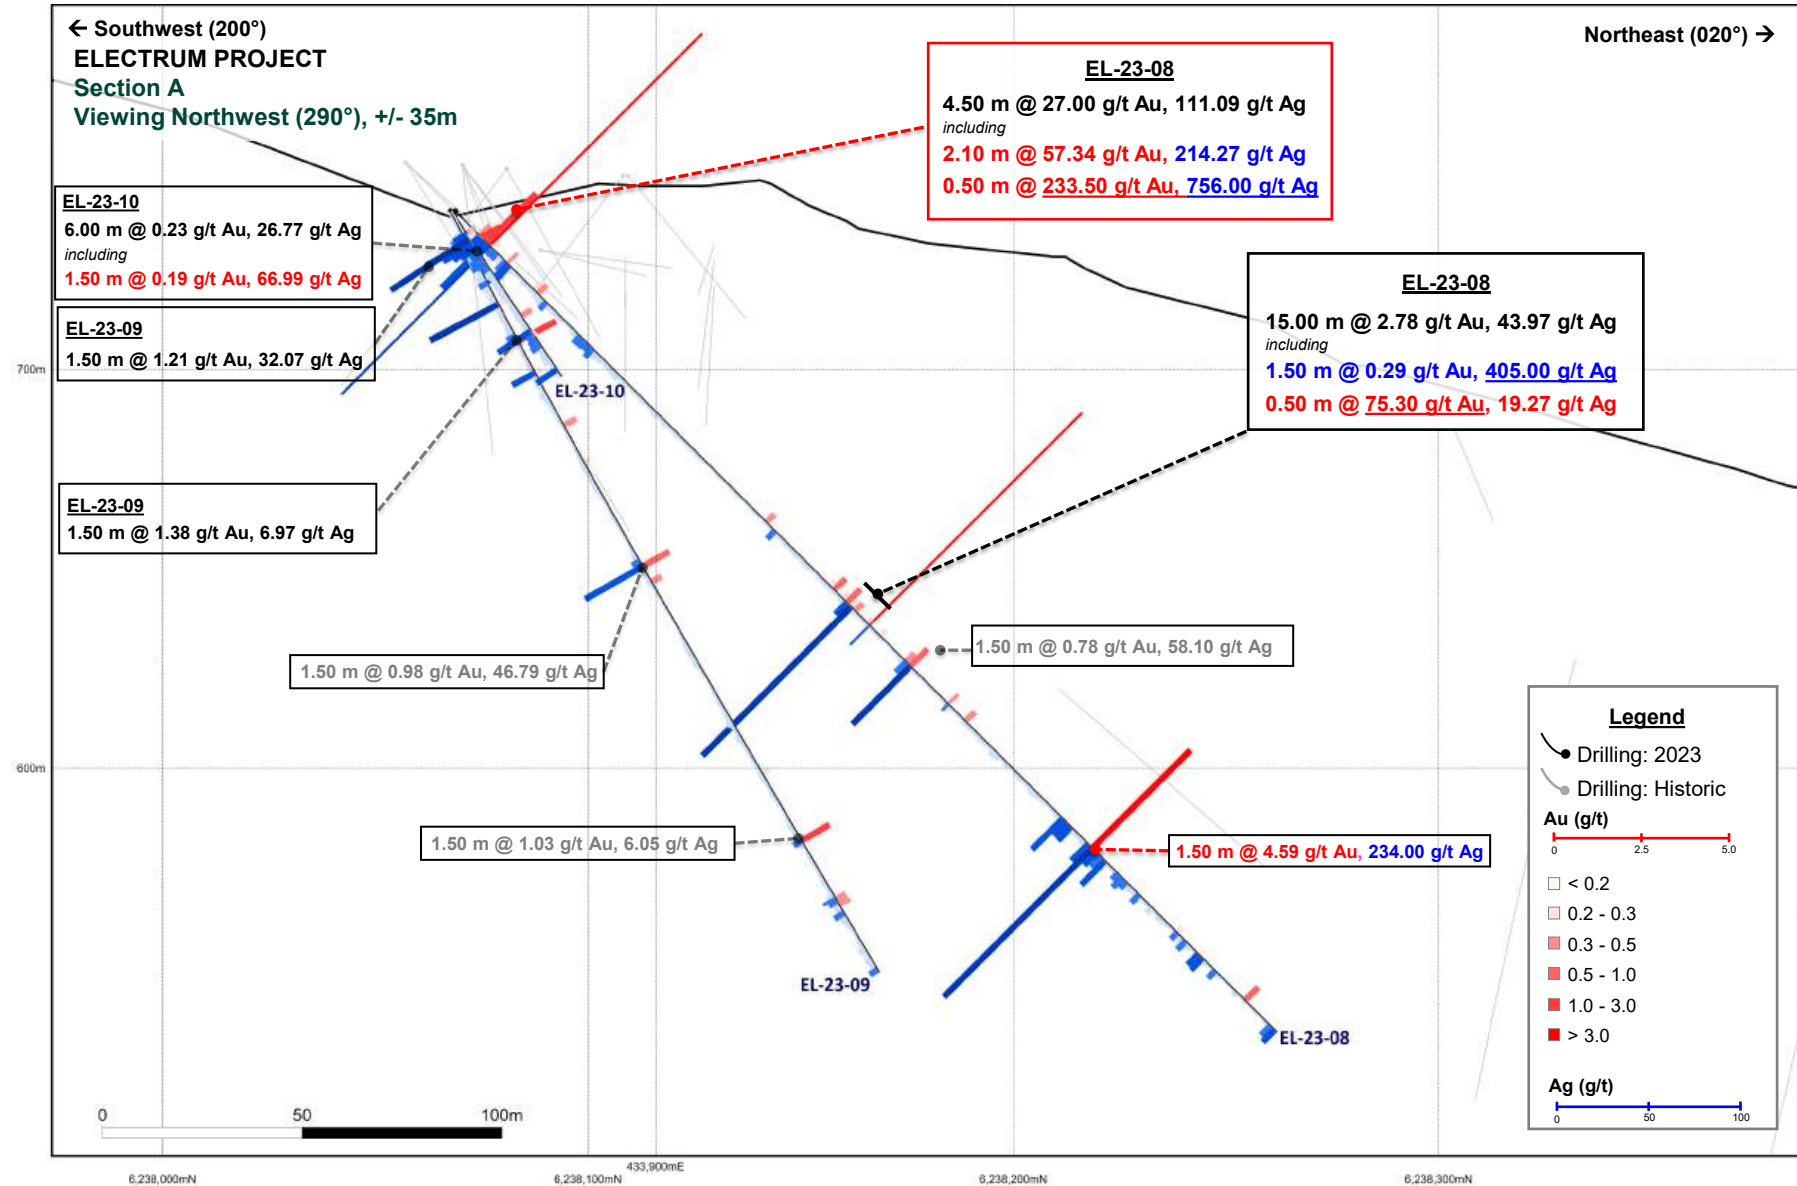 ← Southwest (200°)
Northeast (020°) →
ELECTRUM PROJECT
Section A
Viewing Northwest (290°), +/- 35m
EL-23-08
4.50 m @ 27.00 g/t Au, 111.09 g/t Ag
including
2.10 m @ 57.34 g/t Au, 214.27 g/t Ag
0.50 m @ 233.50 g/t Au, 756.00 g/t Ag
EL-23-10
6.00 m @ 0.23 g/t Au, 26.77 g/t Ag
including
1.50 m @ 0.19 g/t Au, 66.99 g/t Ag
EL-23-08
15.00 m @ 2.78 g/t Au, 43.97 g/t Ag
including
1.50 m @ 0.29 g/t Au, 405.00 g/t Ag
0.50 m @ 75.30 g/t Au, 19.27 g/t Ag
EL-23-09
1.50 m @ 1.21 g/t Au, 32.07 g/t Ag
700m
EL-23-10
EL-23-09
1.50 m @ 1.38 g/t Au, 6.97 g/t Ag
1.50 m @ 0.98 g/t Au, 46.79 g/t Ag
1.50 m @ 0.78 g/t Au, 58.10 g/t Ag
600m
1.50 m @ 1.03 g/t Au, 6.05 g/t Ag
1.50 m @ 4.59 g/t Au, 234.00 g/t Ag
EL-23-09
EL-23-08
Legend
Drilling: 2023
Drilling: Historic
Au (g/t)
0 2.5 5.0
< 0.2
0.2 - 0.3
0.3 - 0.5
0.5 - 1.0
1.0 - 3.0
> 3.0
Ag (g/t)
0 50 100
0 50 100m
433,900mE
6,238,000mN 6,238,100mN 6,238,200mN 6,238,300mN